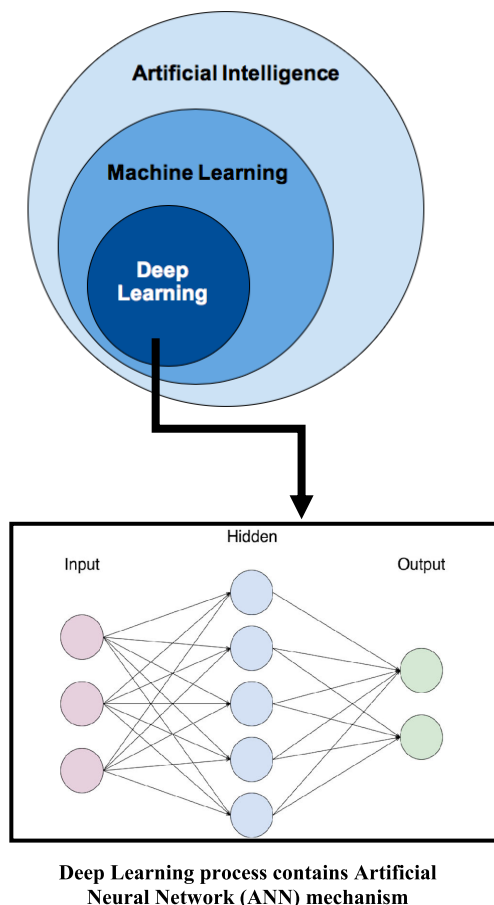 Artificial Intelligence
Machine Learning
Deep
Learning
Hidden
Input
Output
Deep Learning process contains Artificial
Neural Network (ANN) mechanism